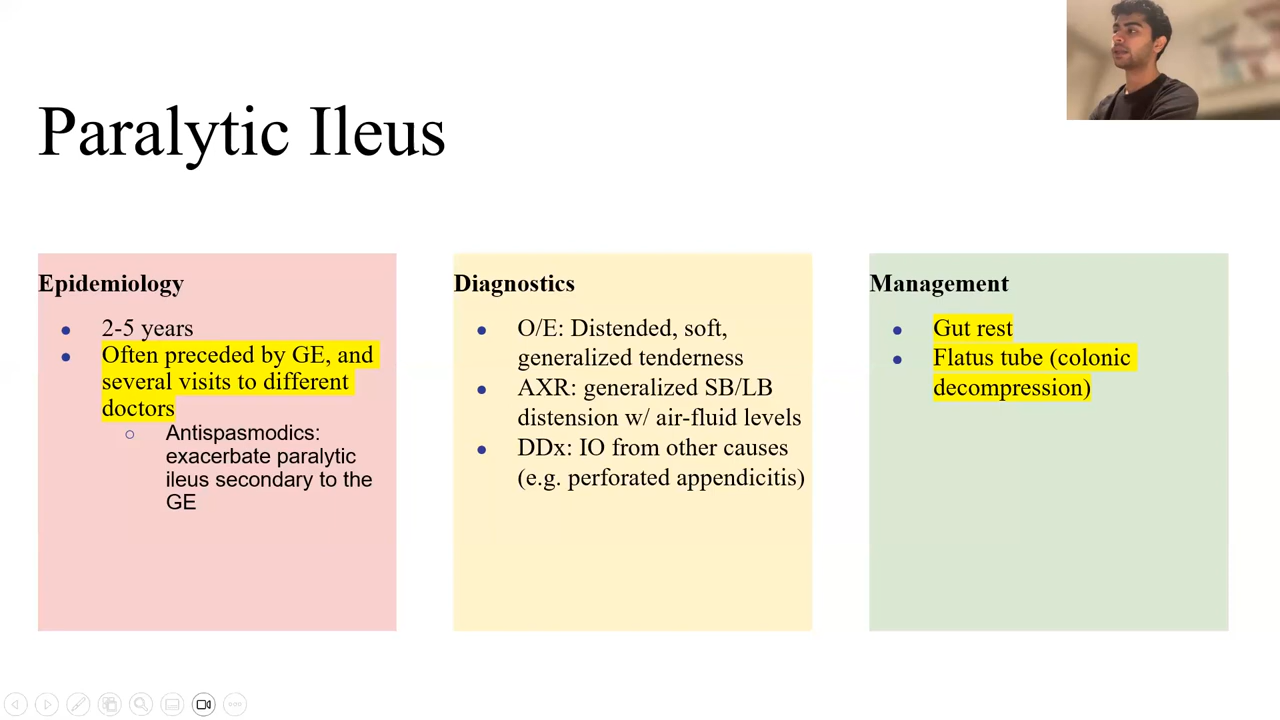 Paralytic Ileus
Epidemiology
2-5 years
Often preceded by GE, and
several visits to different
doctors
Antispasmodics:
exacerbate paralytic
ileus secondary to the
GE
Diagnostics
O/E: Distended, soft,
generalized tenderness
AXR: generalized SB/LB
distension w/ air-fluid levels
DDx: IO from other causes
(e.g. perforated appendicitis)
Management
Gut rest
Flatus tube (colonic
decompression)